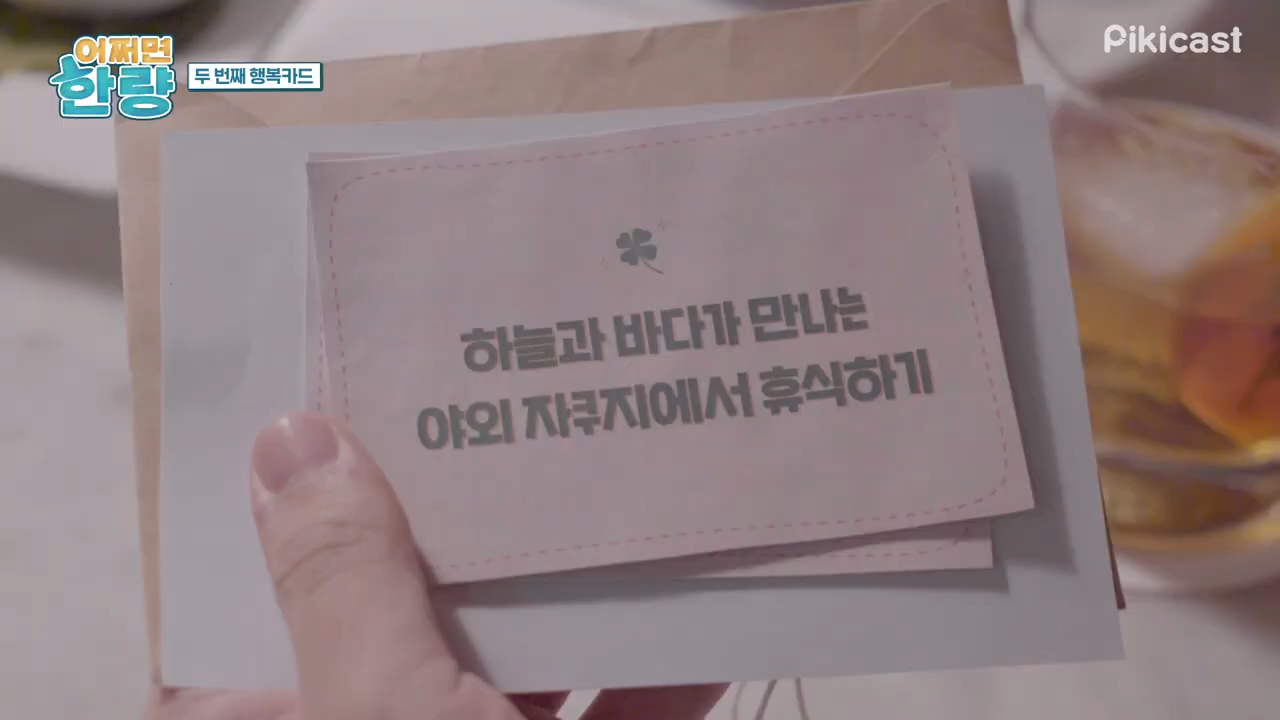 어쩌면
한량
두 번째 행복카드
Pikicast
하늘과 바다가 만나는
야외 자쿠지에서 휴식하기